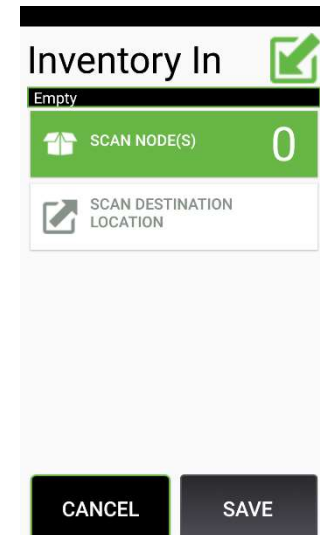 Inventory In
Empty
SCAN NODE(S) 0
SCAN DESTINATION
LOCATION
CANCEL SAVE